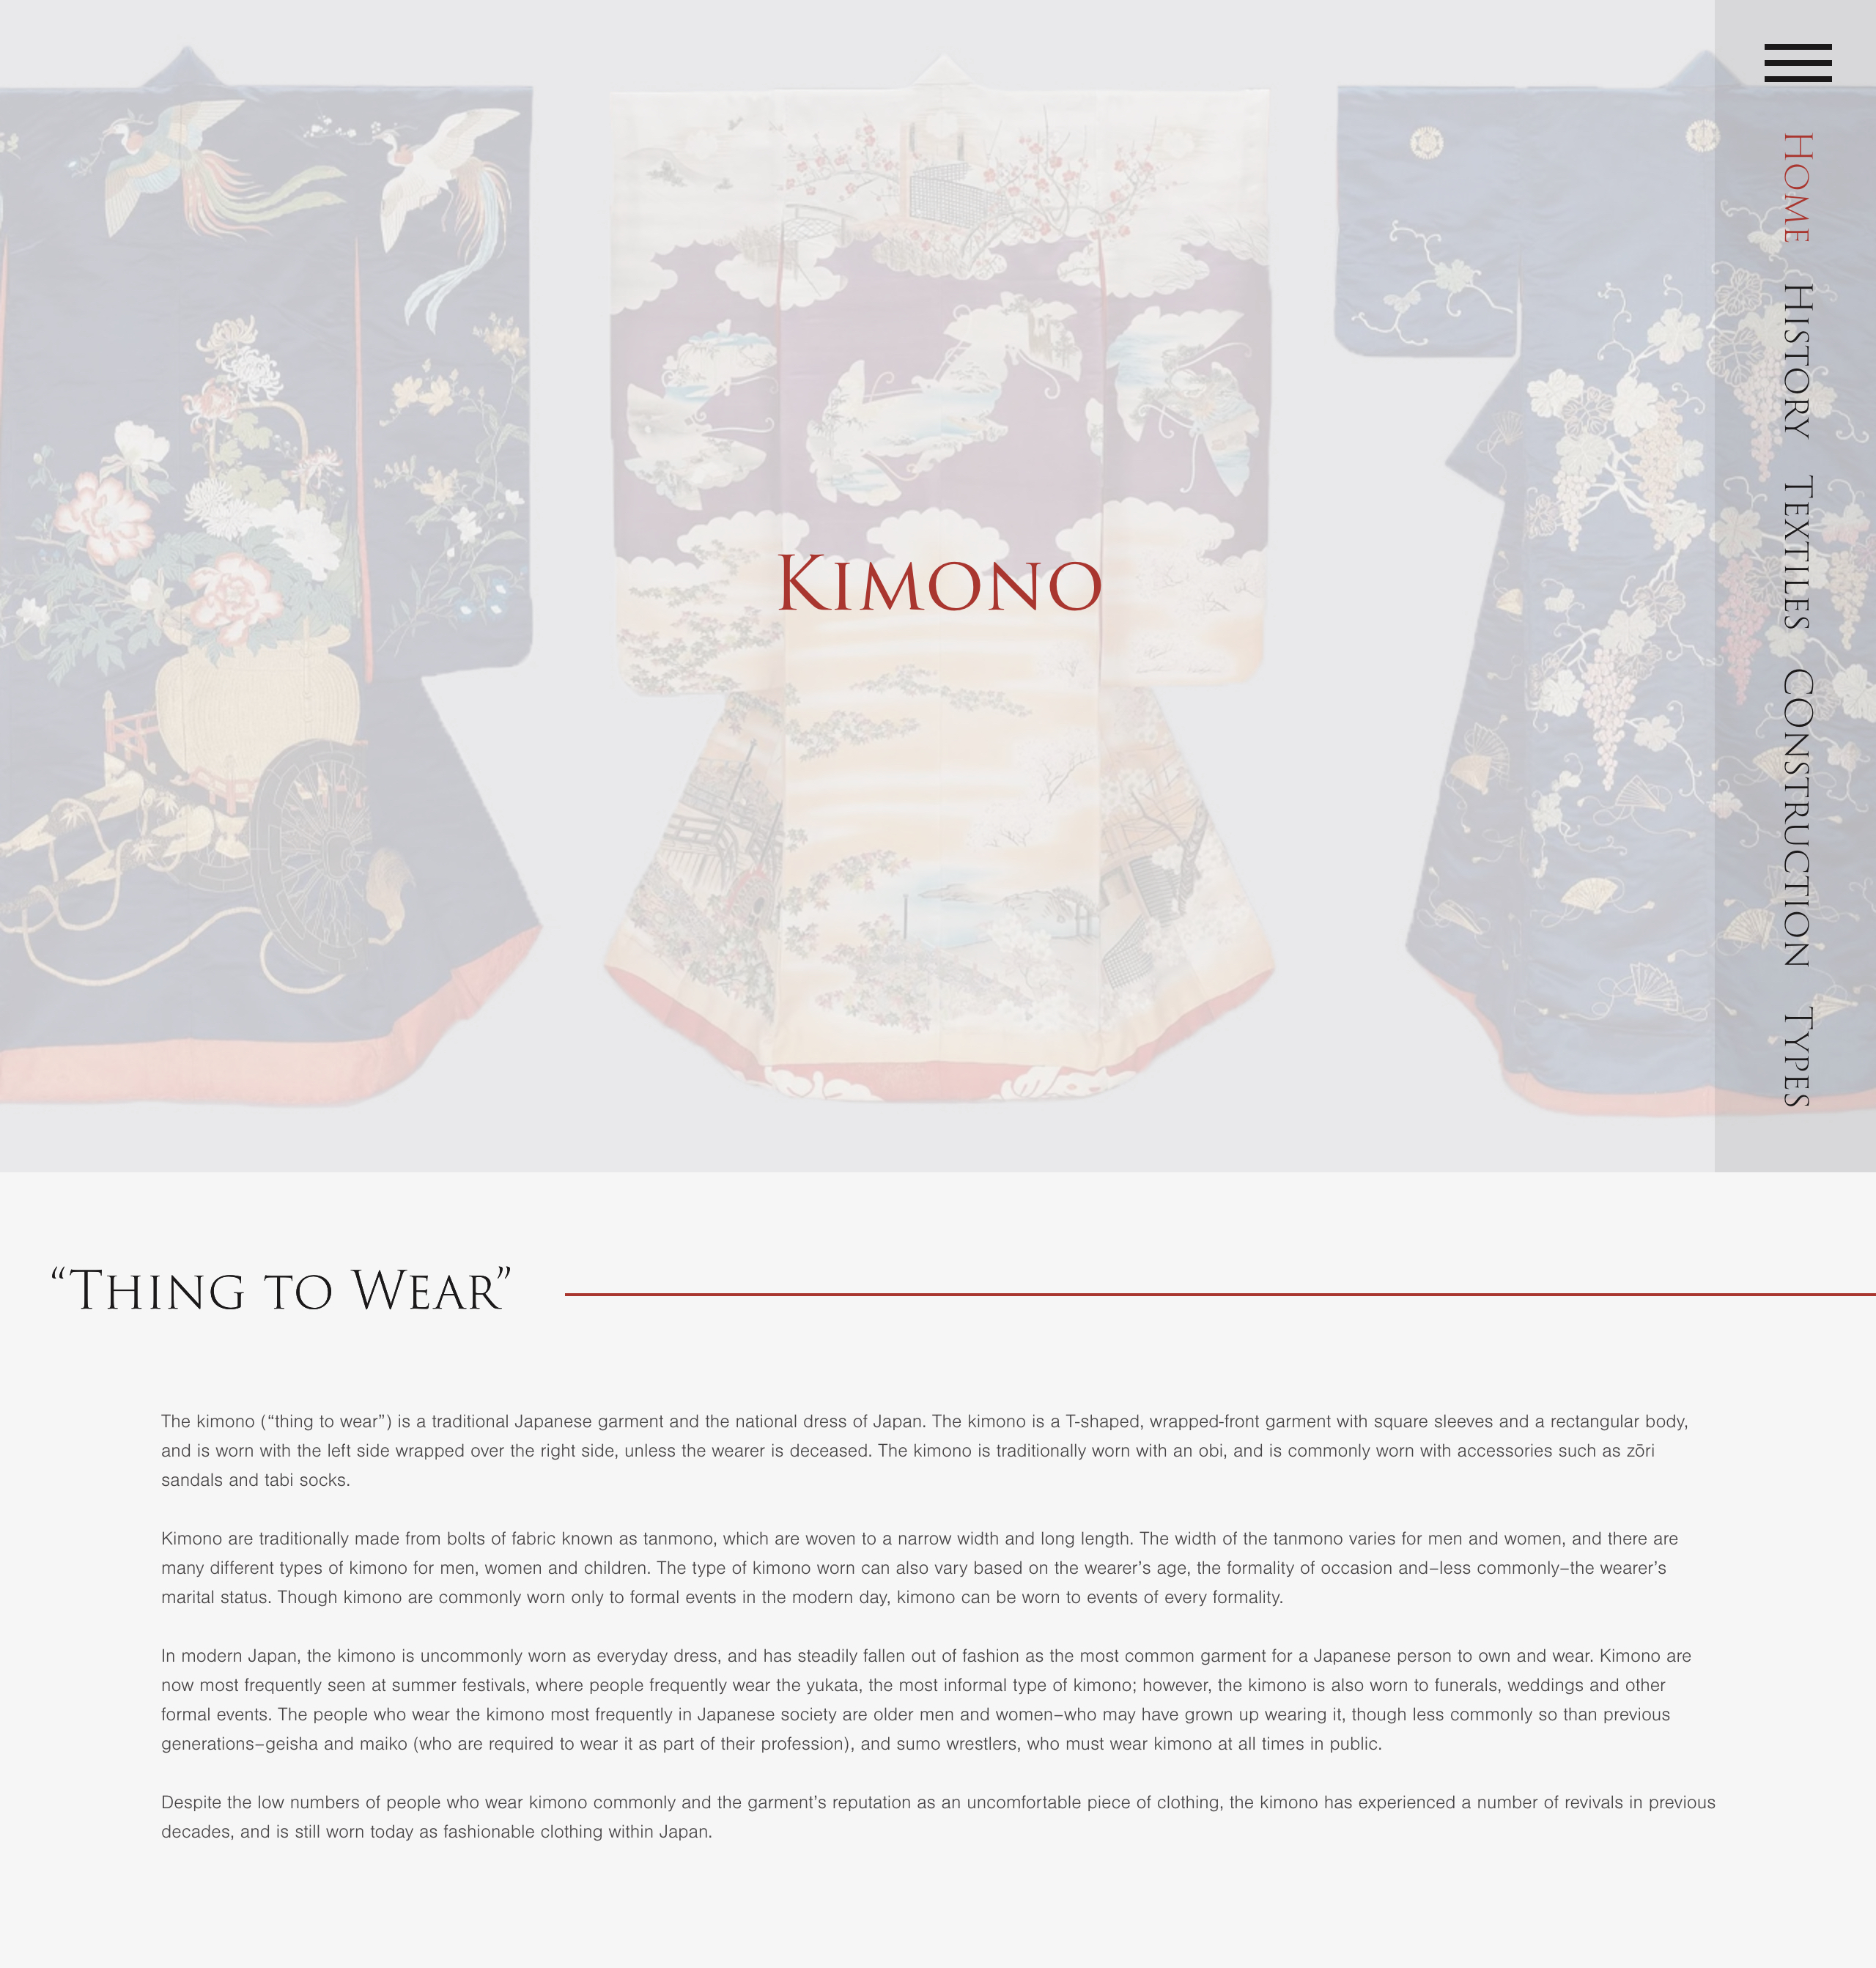 HOME
HISTORY
TEXTILES
CONSTRUCTION
TYPES
KIMONO
“THING TO WEAR”
The kimono (“thing to wear”) is a traditional Japanese garment and the national dress of Japan. The kimono is a T-shaped, wrapped-front garment with square sleeves and a rectangular body,
and is worn with the left side wrapped over the right side, unless the wearer is deceased. The kimono is traditionally worn with an obi, and is commonly worn with accessories such as zōri
sandals and tabi socks.
Kimono are traditionally made from bolts of fabric known as tanmono, which are woven to a narrow width and long length. The width of the tanmono varies for men and women, and there are
many different types of kimono for men, women and children. The type of kimono worn can also vary based on the wearer’s age, the formality of occasion and–less commonly–the wearer’s
marital status. Though kimono are commonly worn only to formal events in the modern day, kimono can be worn to events of every formality.
In modern Japan, the kimono is uncommonly worn as everyday dress, and has steadily fallen out of fashion as the most common garment for a Japanese person to own and wear. Kimono are
now most frequently seen at summer festivals, where people frequently wear the yukata, the most informal type of kimono; however, the kimono is also worn to funerals, weddings and other
formal events. The people who wear the kimono most frequently in Japanese society are older men and women–who may have grown up wearing it, though less commonly so than previous
generations–geisha and maiko (who are required to wear it as part of their profession), and sumo wrestlers, who must wear kimono at all times in public.
Despite the low numbers of people who wear kimono commonly and the garment’s reputation as an uncomfortable piece of clothing, the kimono has experienced a number of revivals in previous
decades, and is still worn today as fashionable clothing within Japan.